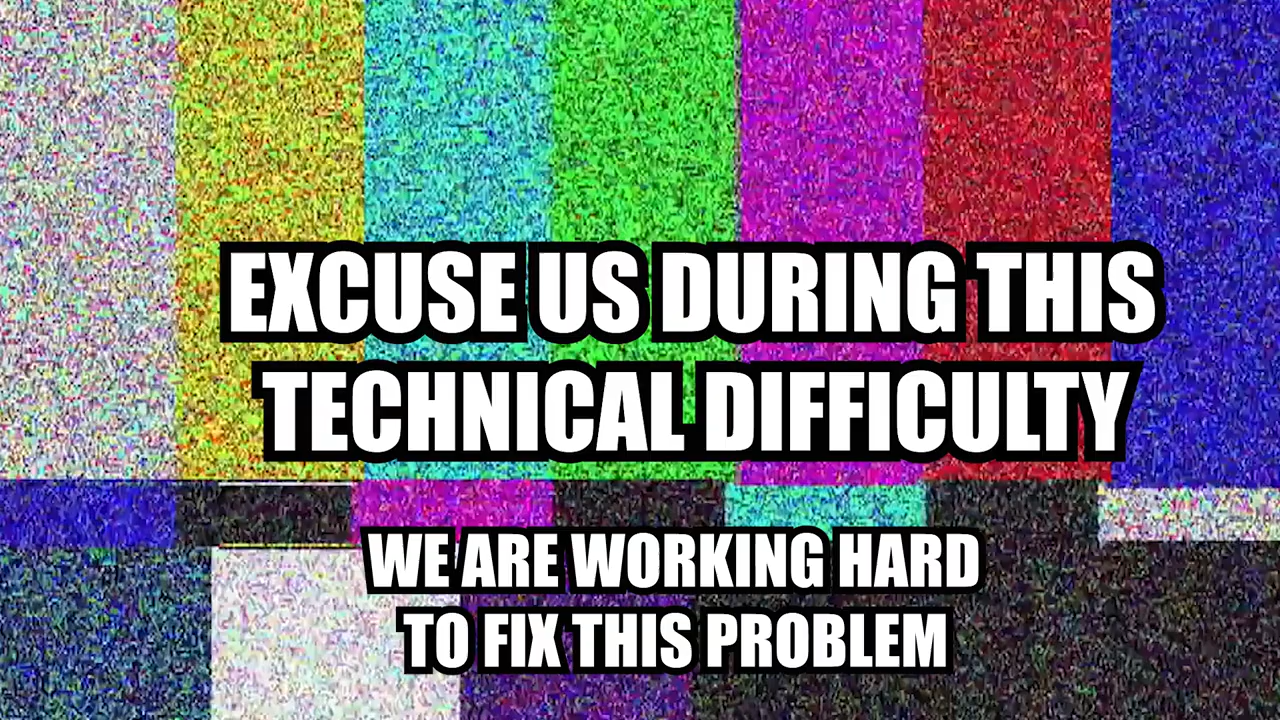 EXCUSE US DURING THIS
TECHNICAL DIFFICULTY
WE ARE WORKING HARD
TO FIX THIS PROBLEM